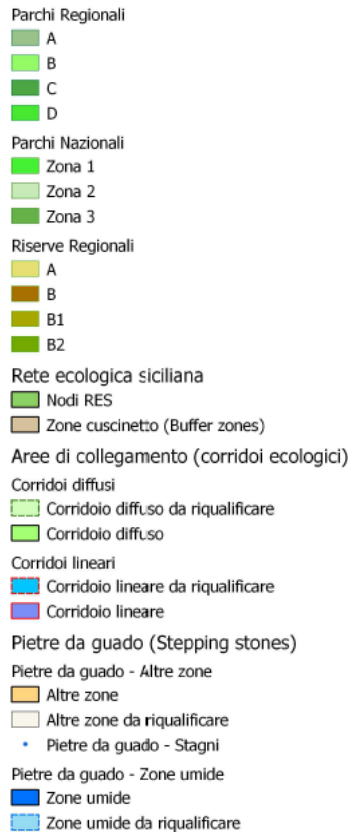 Parchi Regionali
A
B
C
D
Parchi Nazionali
Zona 1
Zona 2
Zona 3
Riserve Regionali
A
B
B1
B2
Rete ecologica siciliana
Nodi RES
Zone cuscinetto (Buffer zones)
Aree di collegamento (corridoi ecologici)
Corridoi diffusi
Corridoio diffuso da riqualificare
Corridoio diffuso
Corridoi lineari
Corridoio lineare da riqualificare
Corridoio lineare
Pietre da guado (Stepping stones)
Pietre da guado - Altre zone
Altre zone
Altre zone da riqualificare
Pietre da guado - Stagni
Pietre da guado - Zone umide
Zone umide
Zone umide da riqualificare